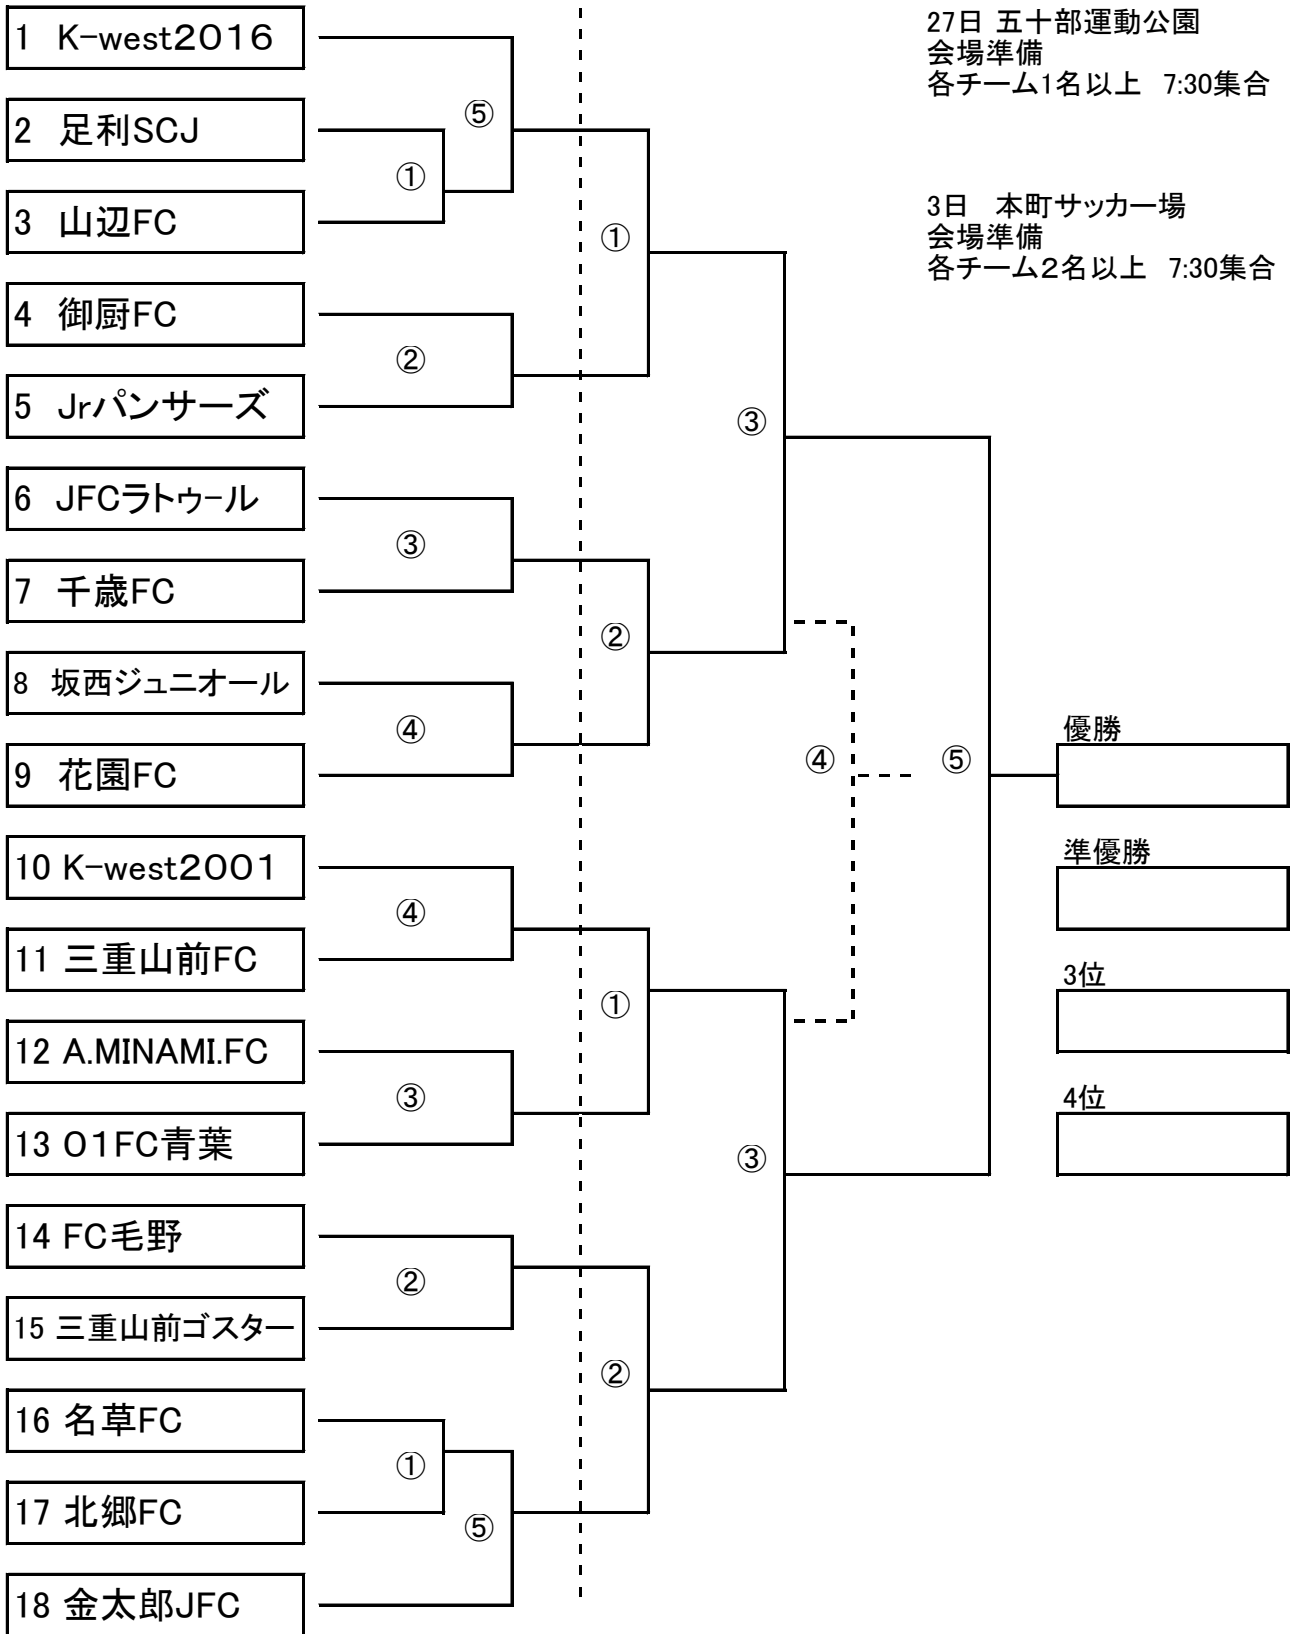 27日 五十部運動公園
会場準備
各チーム1名以上 7:30集合
3日 本町サッカー場
会場準備
各チーム２名以上 7:30集合
1 K-west２０１６
2 足利SCJ
3 山辺FC
4 御厨FC
5 Jrパンサーズ
6 JFCラトゥ-ル
7 千歳FC
8 坂西ジュニオール
9 花園FC
10 K-west２００１
11 三重山前FC
12 A.MINAMI.FC
13 Ｏ１FC青葉
14 FC毛野
15 三重山前ゴスター
16 名草FC
17 北郷FC
18 金太郎JFC
⑤
①
②
③
④
④
③
②
①
⑤
①
②
①
②
③
③
④
⑤
優勝
準優勝
3位
4位